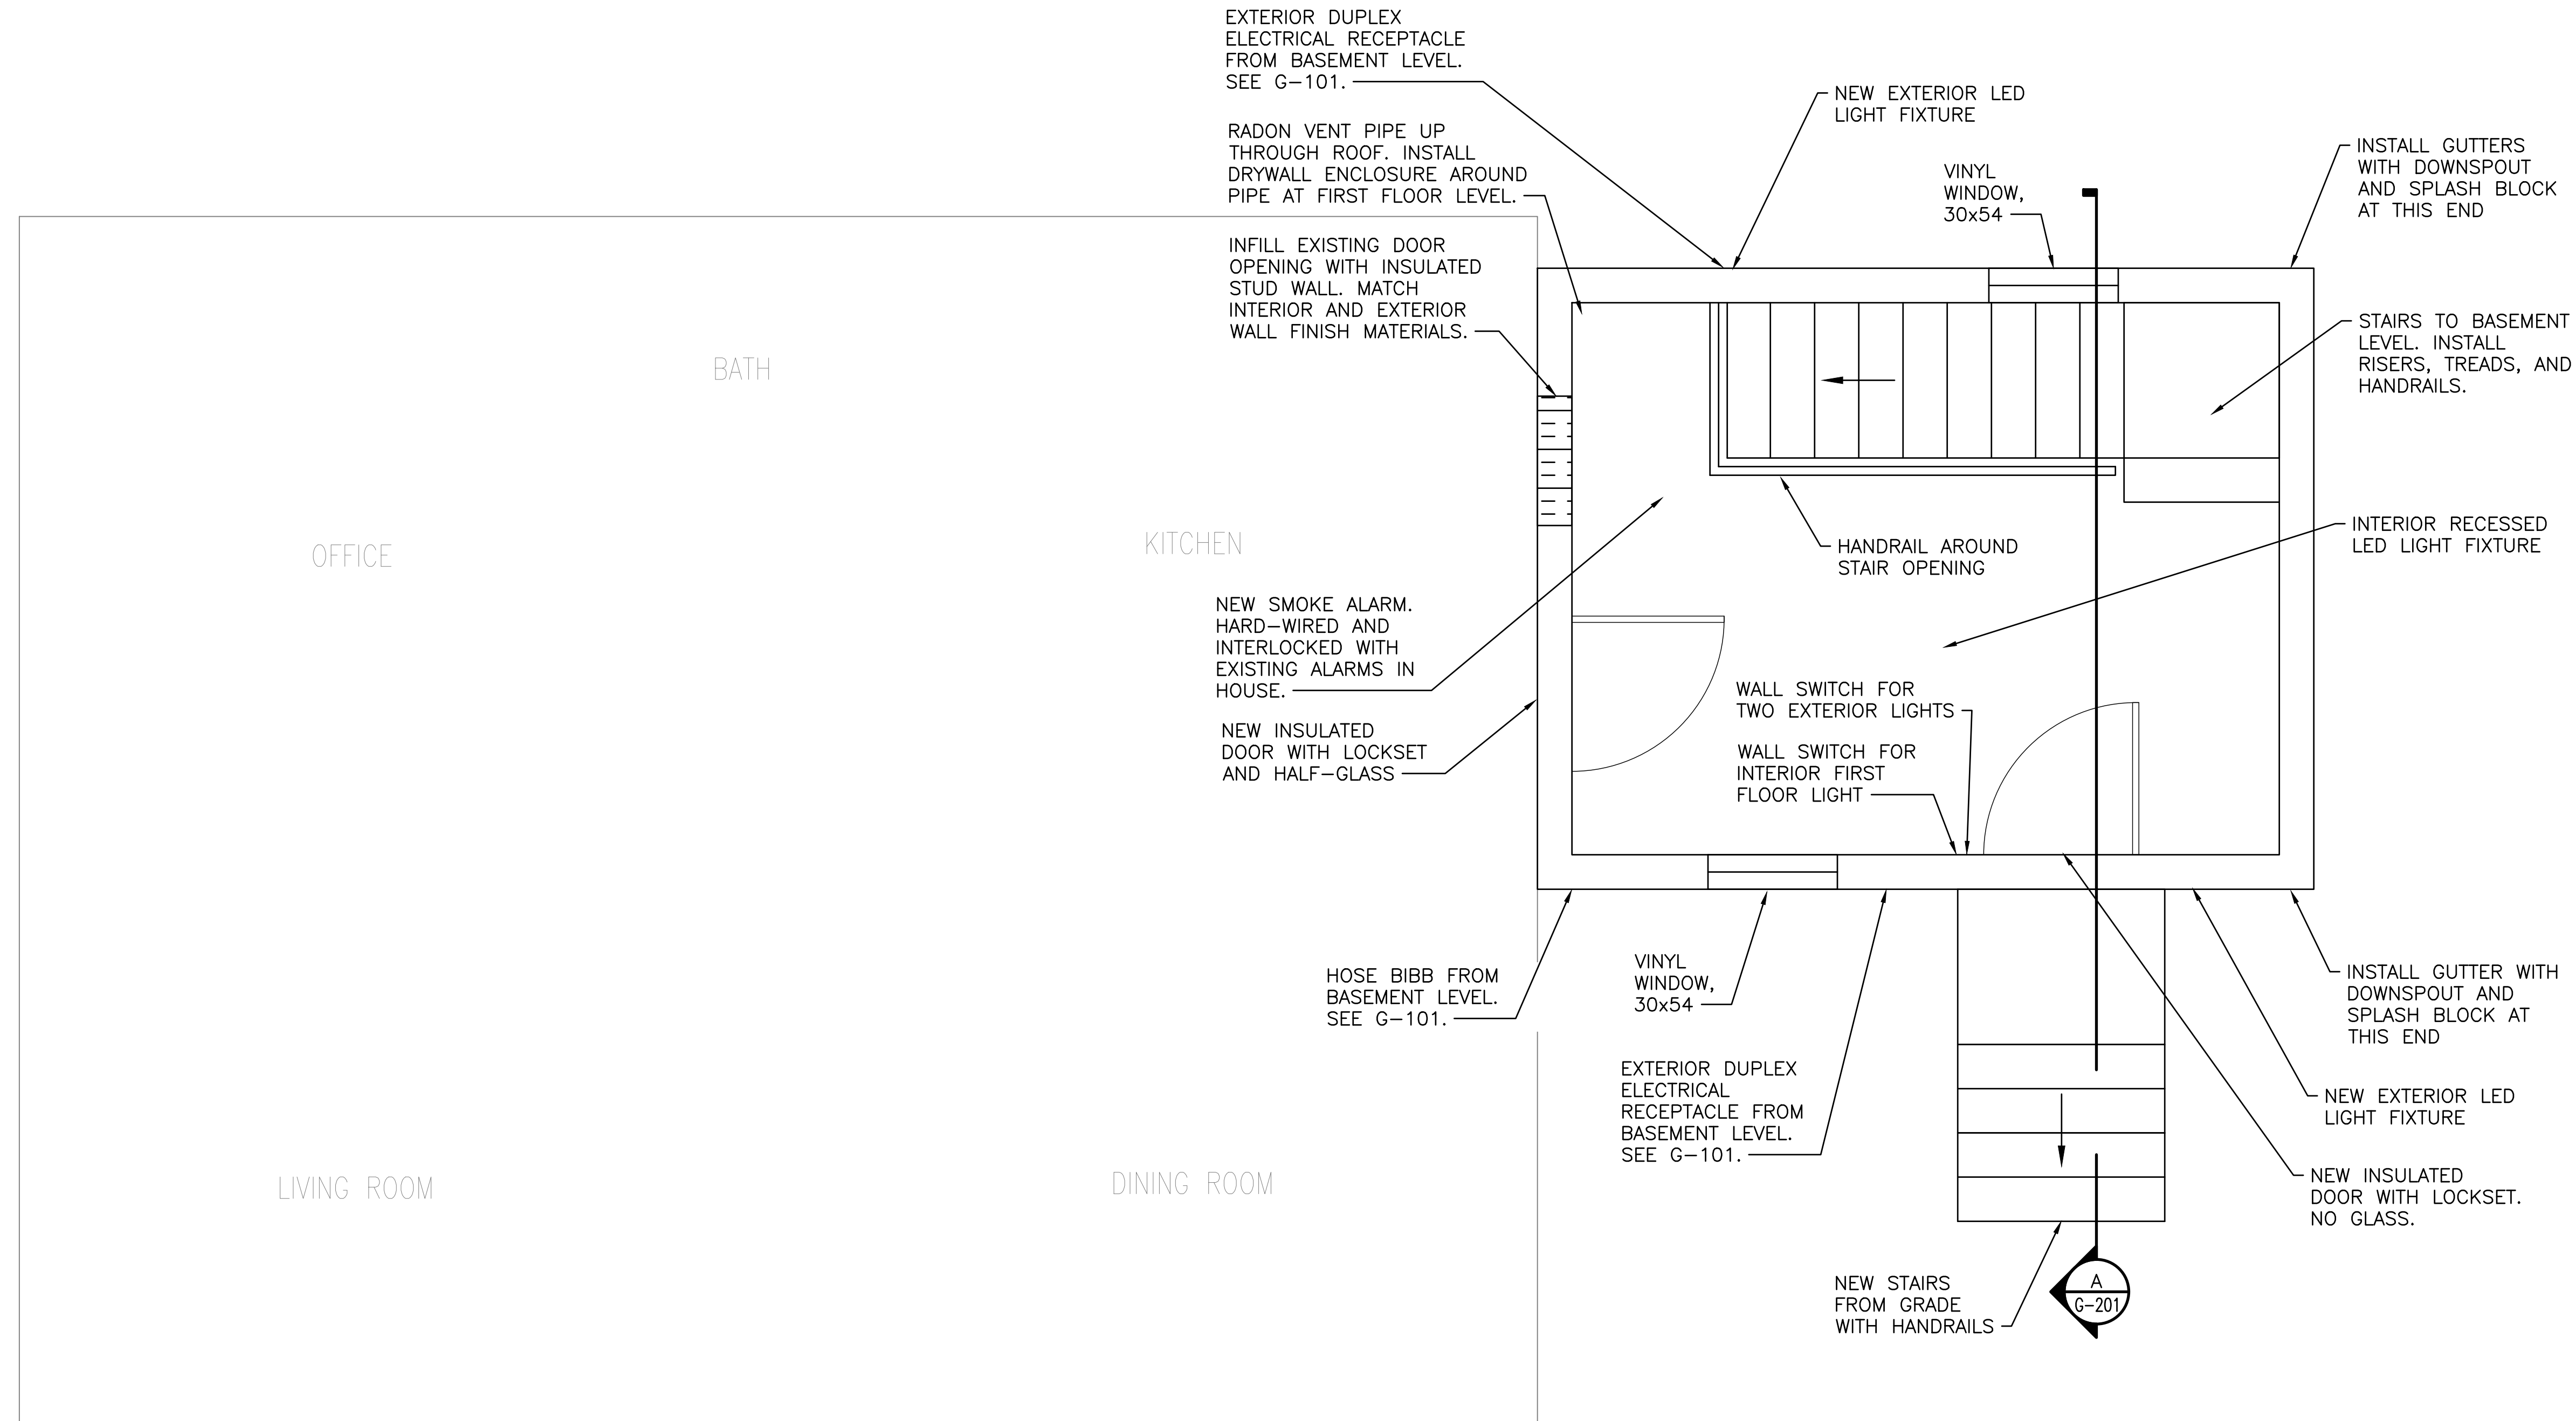 EXTERIOR DUPLEX
ELECTRICAL RECEPTACLE
FROM BASEMENT LEVEL.
SEE G-101.
NEW EXTERIOR LED
LIGHT FIXTURE
RADON VENT PIPE UP
THROUGH ROOF. INSTALL
DRYWALL ENCLOSURE AROUND
PIPE AT FIRST FLOOR LEVEL.
VINYL
WINDOW,
30x54
INSTALL GUTTERS
WITH DOWNSPOUT
AND SPLASH BLOCK
AT THIS END
INFILL EXISTING DOOR
OPENING WITH INSULATED
STUD WALL. MATCH
INTERIOR AND EXTERIOR
WALL FINISH MATERIALS.
STAIRS TO BASEMENT
LEVEL. INSTALL
RISERS, TREADS, AND
HANDRAILS.
BATH
OFFICE
KITCHEN
HANDRAIL AROUND
STAIR OPENING
INTERIOR RECESSED
LED LIGHT FIXTURE
NEW SMOKE ALARM.
HARD-WIRED AND
INTERLOCKED WITH
EXISTING ALARMS IN
HOUSE.
WALL SWITCH FOR
TWO EXTERIOR LIGHTS
NEW INSULATED
DOOR WITH LOCKSET
AND HALF-GLASS
WALL SWITCH FOR
INTERIOR FIRST
FLOOR LIGHT
HOSE BIBB FROM
BASEMENT LEVEL.
SEE G-101.
VINYL
WINDOW,
30x54
INSTALL GUTTER WITH
DOWNSPOUT AND
SPLASH BLOCK AT
THIS END
EXTERIOR DUPLEX
ELECTRICAL
RECEPTACLE FROM
BASEMENT LEVEL.
SEE G-101.
NEW EXTERIOR LED
LIGHT FIXTURE
LIVING ROOM
DINING ROOM
NEW INSULATED
DOOR WITH LOCKSET.
NO GLASS.
NEW STAIRS
FROM GRADE
WITH HANDRAILS
A
G-201